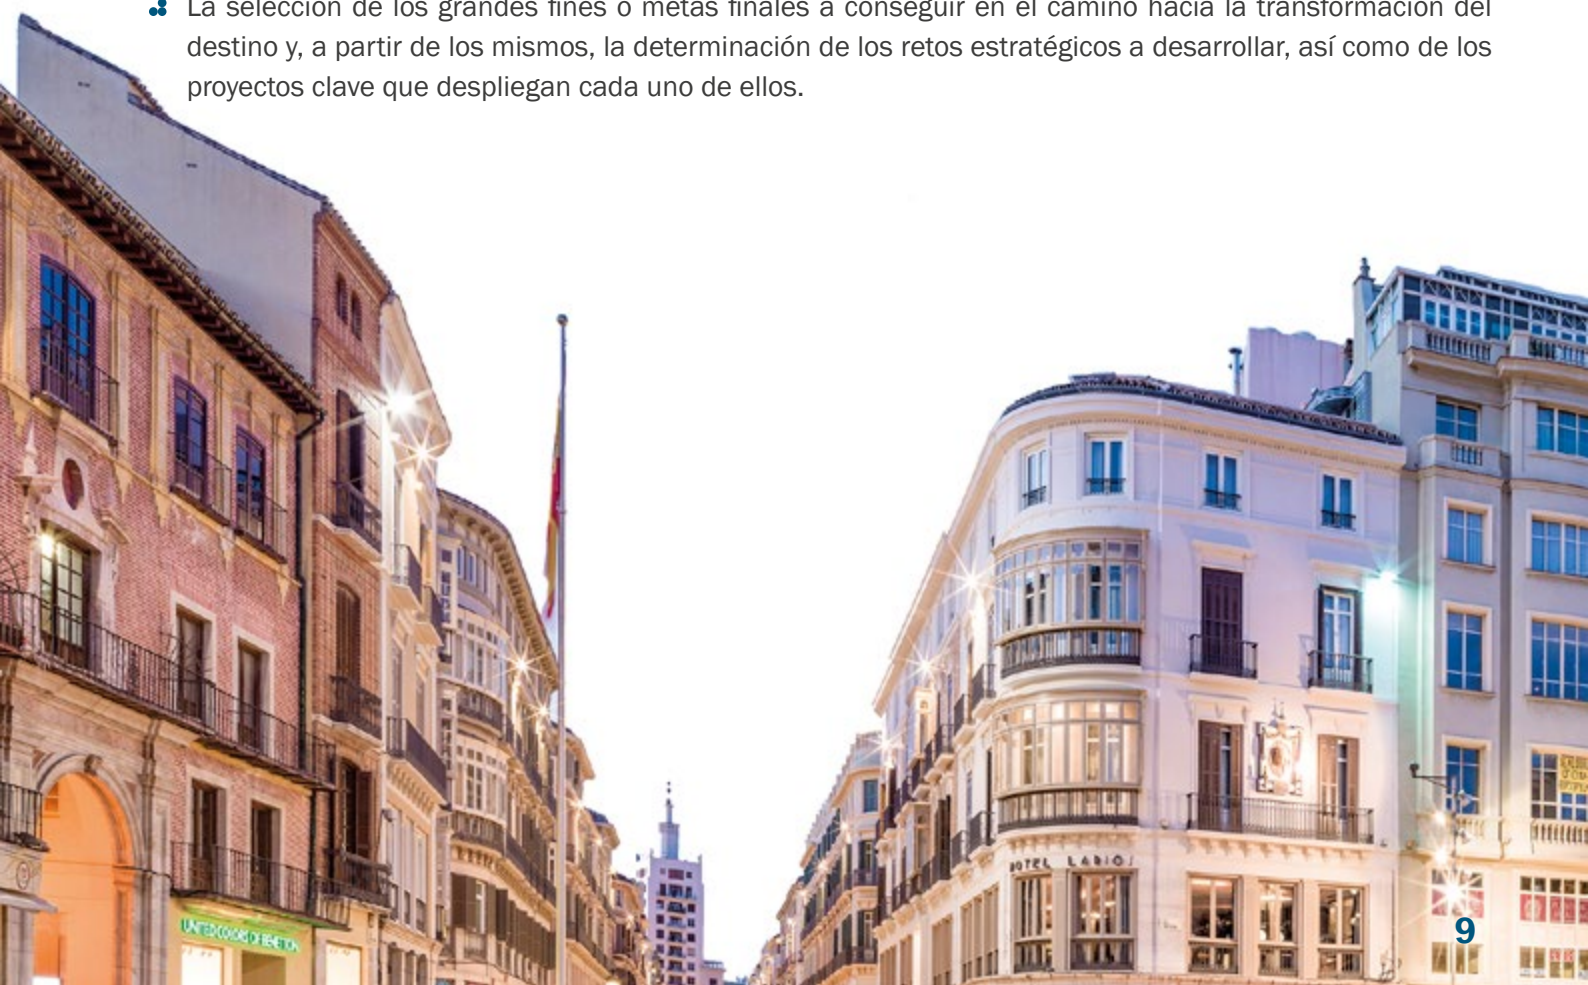 La selección de los grandes fines o metas finales a conseguir en el camino hacia la transformación del
destino y, a partir de los mismos, la determinación de los retos estratégicos a desarrollar, así como de los
proyectos clave que despliegan cada uno de ellos.
HOTEL LARIOS
UNITED COLORS OF BENETTON
9